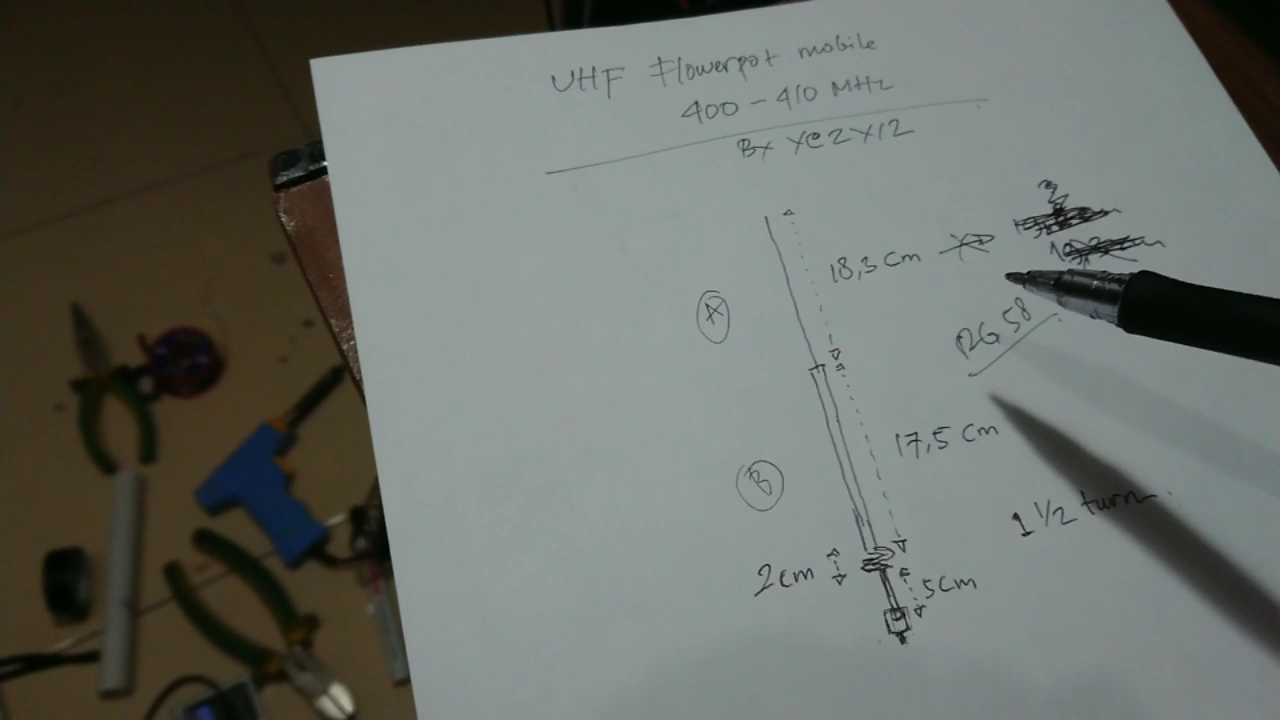 UHF Flowerpot mobile
400 - 410 MHz
By YC2YIZ
18,3 cm
A
RG 58
17,5 cm
B
1 1/2 turn
2cm
5cm